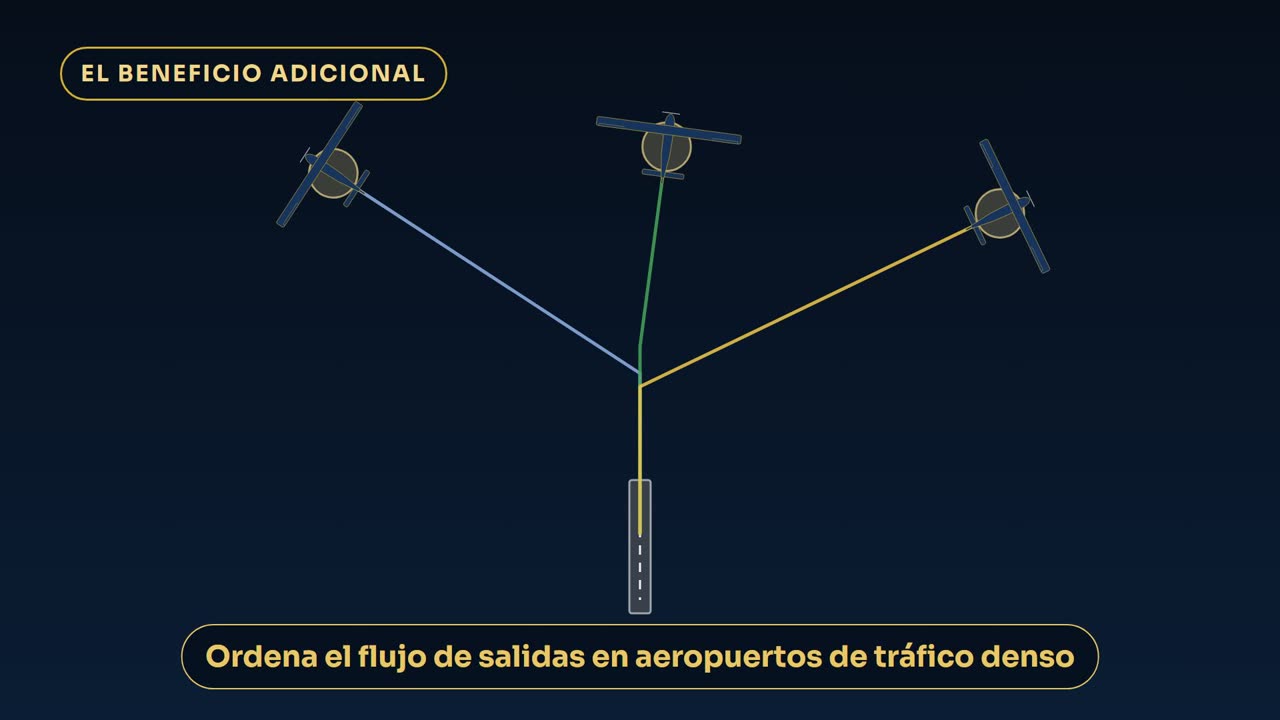 EL BENEFICIO ADICIONAL
Ordena el flujo de salidas en aeropuertos de tráfico denso